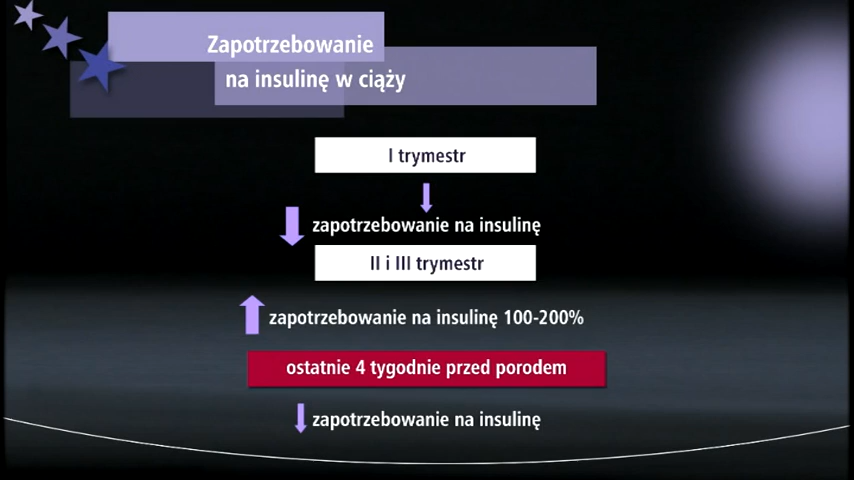 Zapotrzebowanie
na insulinę w ciąży
I trymestr
zapotrzebowanie na insulinę
II i III trymestr
zapotrzebowanie na insulinę 100-200%
ostatnie 4 tygodnie przed porodem
zapotrzebowanie na insulinę